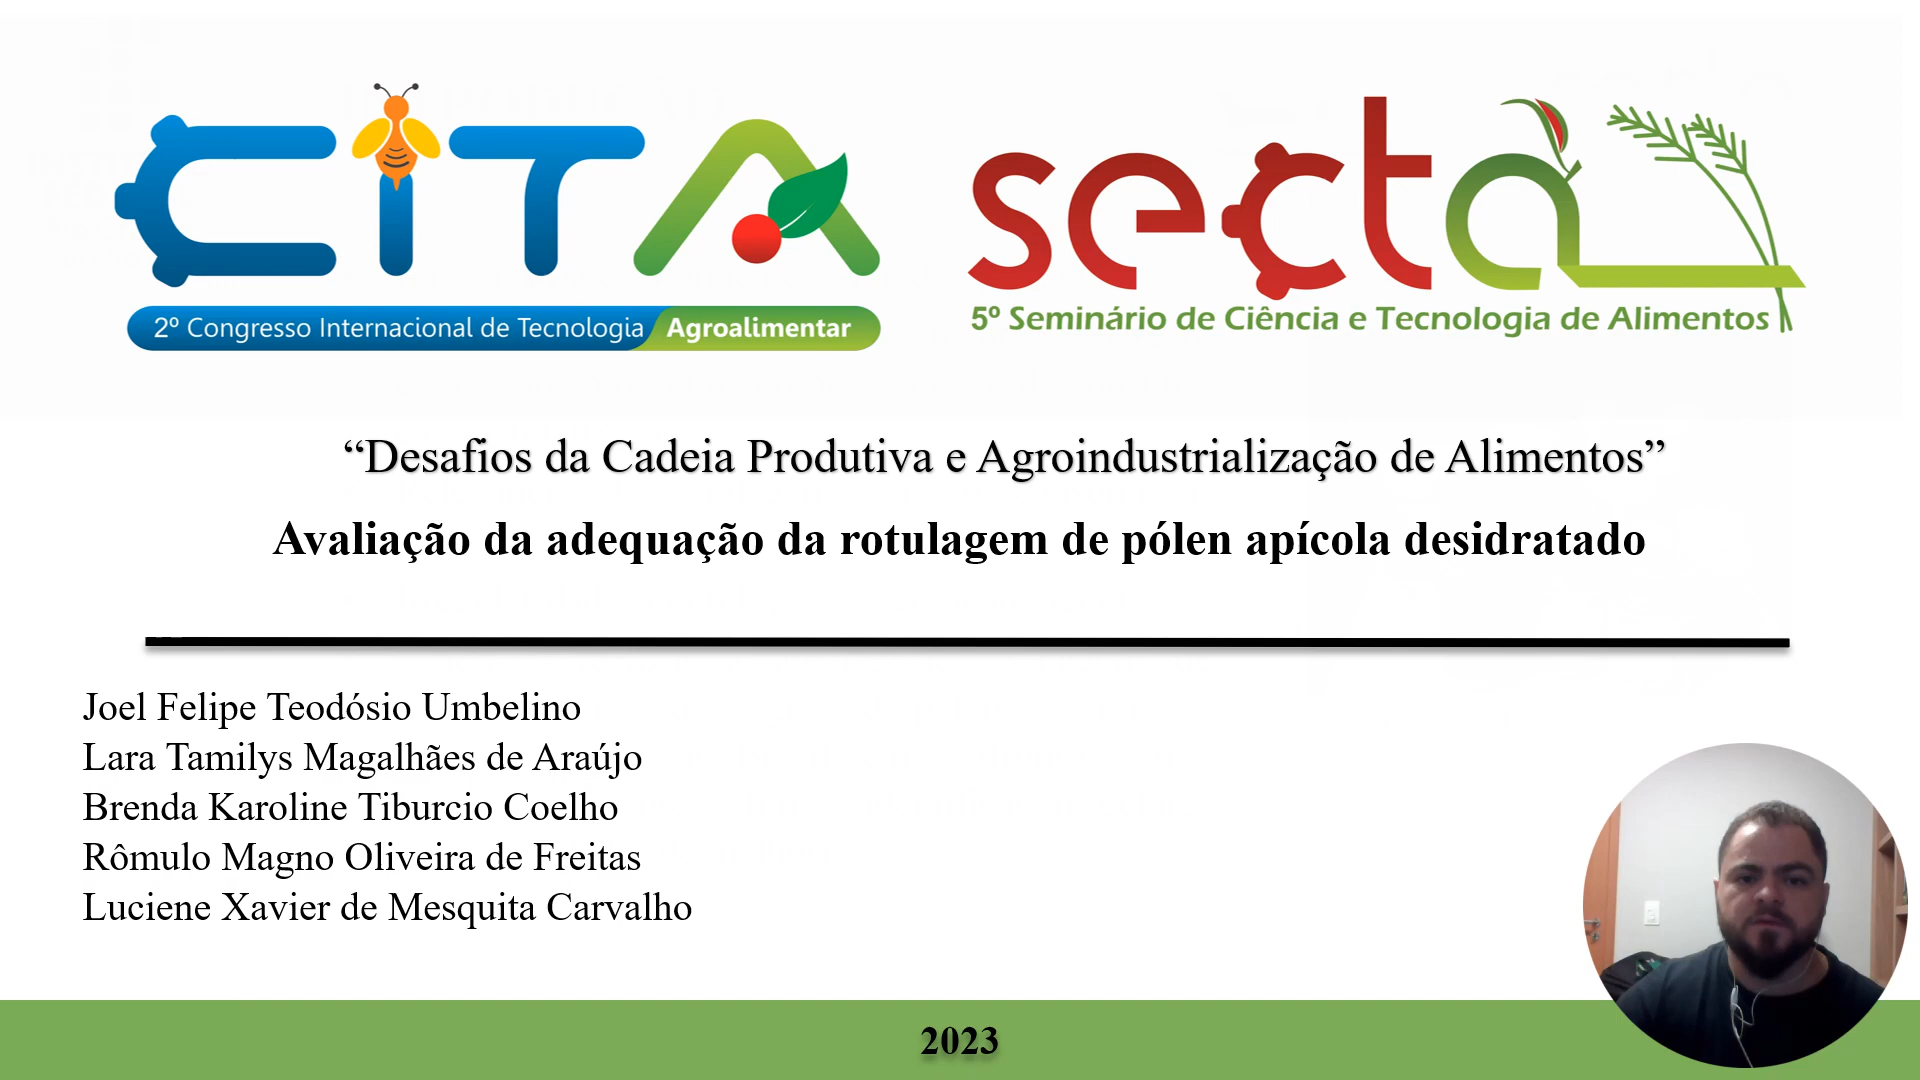 CiTA
2º Congresso Internacional de Tecnologia Agroalimentar
secta
5º Seminário de Ciência e Tecnologia de Alimentos
“Desafios da Cadeia Produtiva e Agroindustrialização de Alimentos”
Avaliação da adequação da rotulagem de pólen apícola desidratado
Joel Felipe Teodósio Umbelino
Lara Tamilys Magalhães de Araújo
Brenda Karoline Tiburcio Coelho
Rômulo Magno Oliveira de Freitas
Luciene Xavier de Mesquita Carvalho
2023